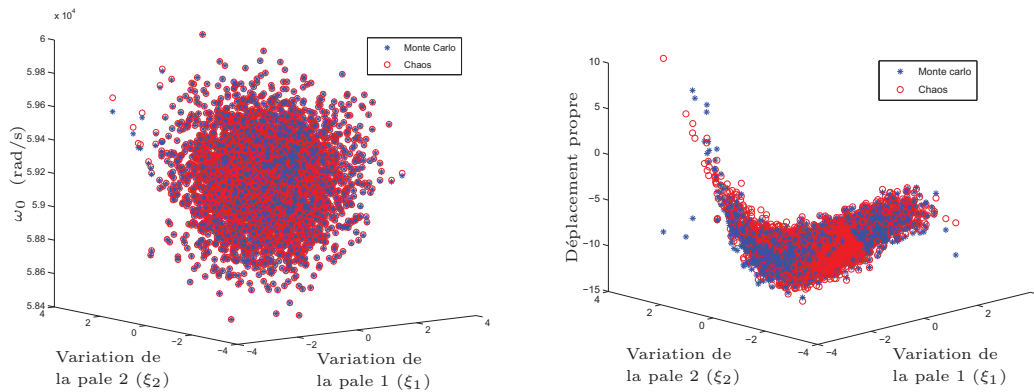 x 10⁴
6
5.98
5.96
5.94
5.92
5.9
5.88
5.86
5.84
ω₀ (rad/s)
4
2
0
−2
−4
−4
−2
0
2
4
Monte Carlo
Chaos
Variation de
la pale 2 (ξ₂)
Variation de
la pale 1 (ξ₁)
10
5
0
−5
−10
−15
Déplacement propre
4
2
0
−2
−4
−4
−2
0
2
4
Monte carlo
Chaos
Variation de
la pale 2 (ξ₂)
Variation de
la pale 1 (ξ₁)